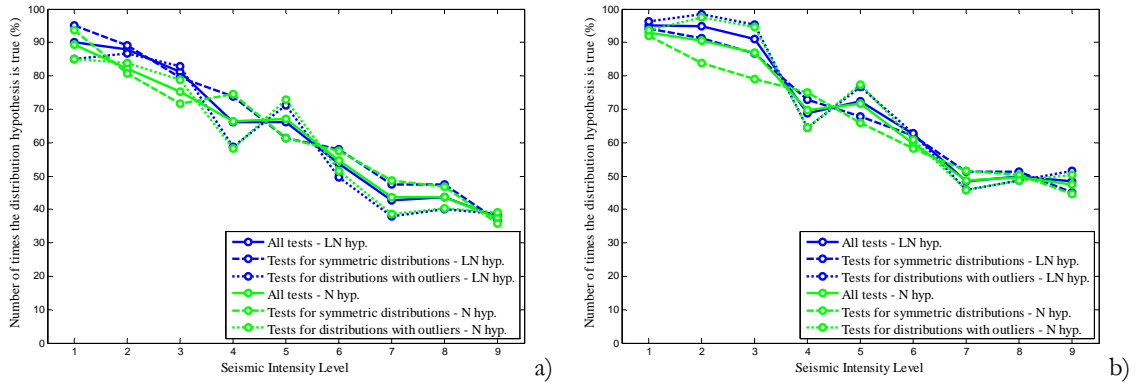 Number of times the distribution hypothesis is true (%)
100
90
80
70
60
50
40
30
20
10
0
All tests - LN hyp.
Tests for symmetric distributions - LN hyp.
Tests for distributions with outliers - LN hyp.
All tests - N hyp.
Tests for symmetric distributions - N hyp.
Tests for distributions with outliers - N hyp.
1 2 3 4 5 6 7 8 9
Seismic Intensity Level
a)
Number of times the distribution hypothesis is true (%)
100
90
80
70
60
50
40
30
20
10
0
All tests - LN hyp.
Tests for symmetric distributions - LN hyp.
Tests for distributions with outliers - LN hyp.
All tests - N hyp.
Tests for symmetric distributions - N hyp.
Tests for distributions with outliers - N hyp.
1 2 3 4 5 6 7 8 9
Seismic Intensity Level
b)